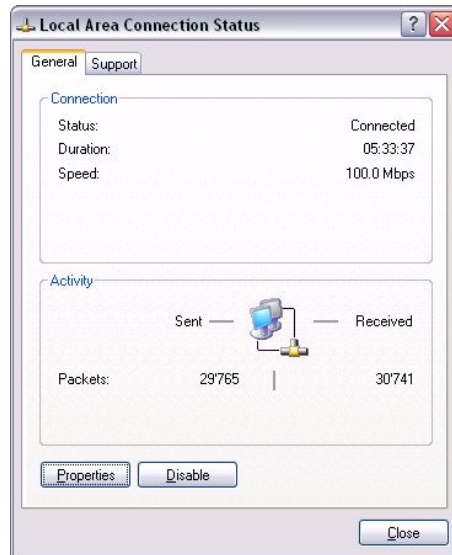 Local Area Connection Status
General Support
Connection
Status: Connected
Duration: 05:33:37
Speed: 100.0 Mbps
Activity
Sent Received
Packets: 29'765 30'741
Properties Disable
Close